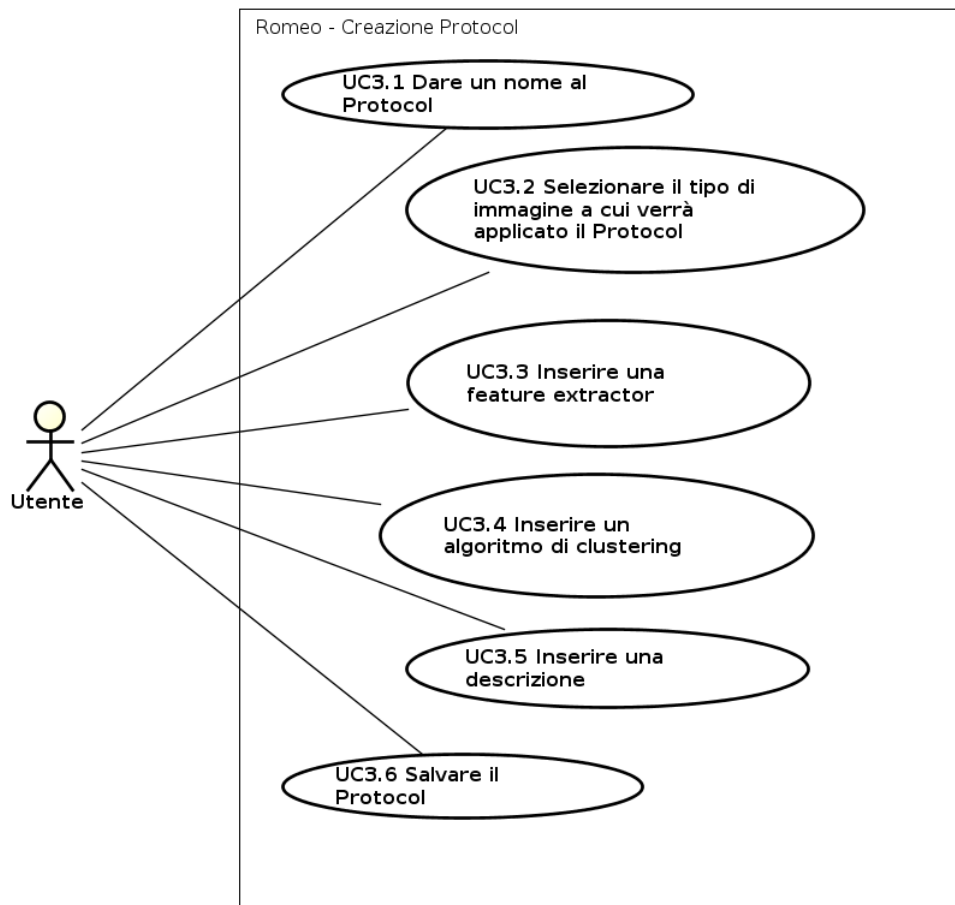 Romeo - Creazione Protocol
UC3.1 Dare un nome al
Protocol
UC3.2 Selezionare il tipo di
immagine a cui verrà
applicato il Protocol
UC3.3 Inserire una
feature extractor
Utente
UC3.4 Inserire un
algoritmo di clustering
UC3.5 Inserire una
descrizione
UC3.6 Salvare il
Protocol